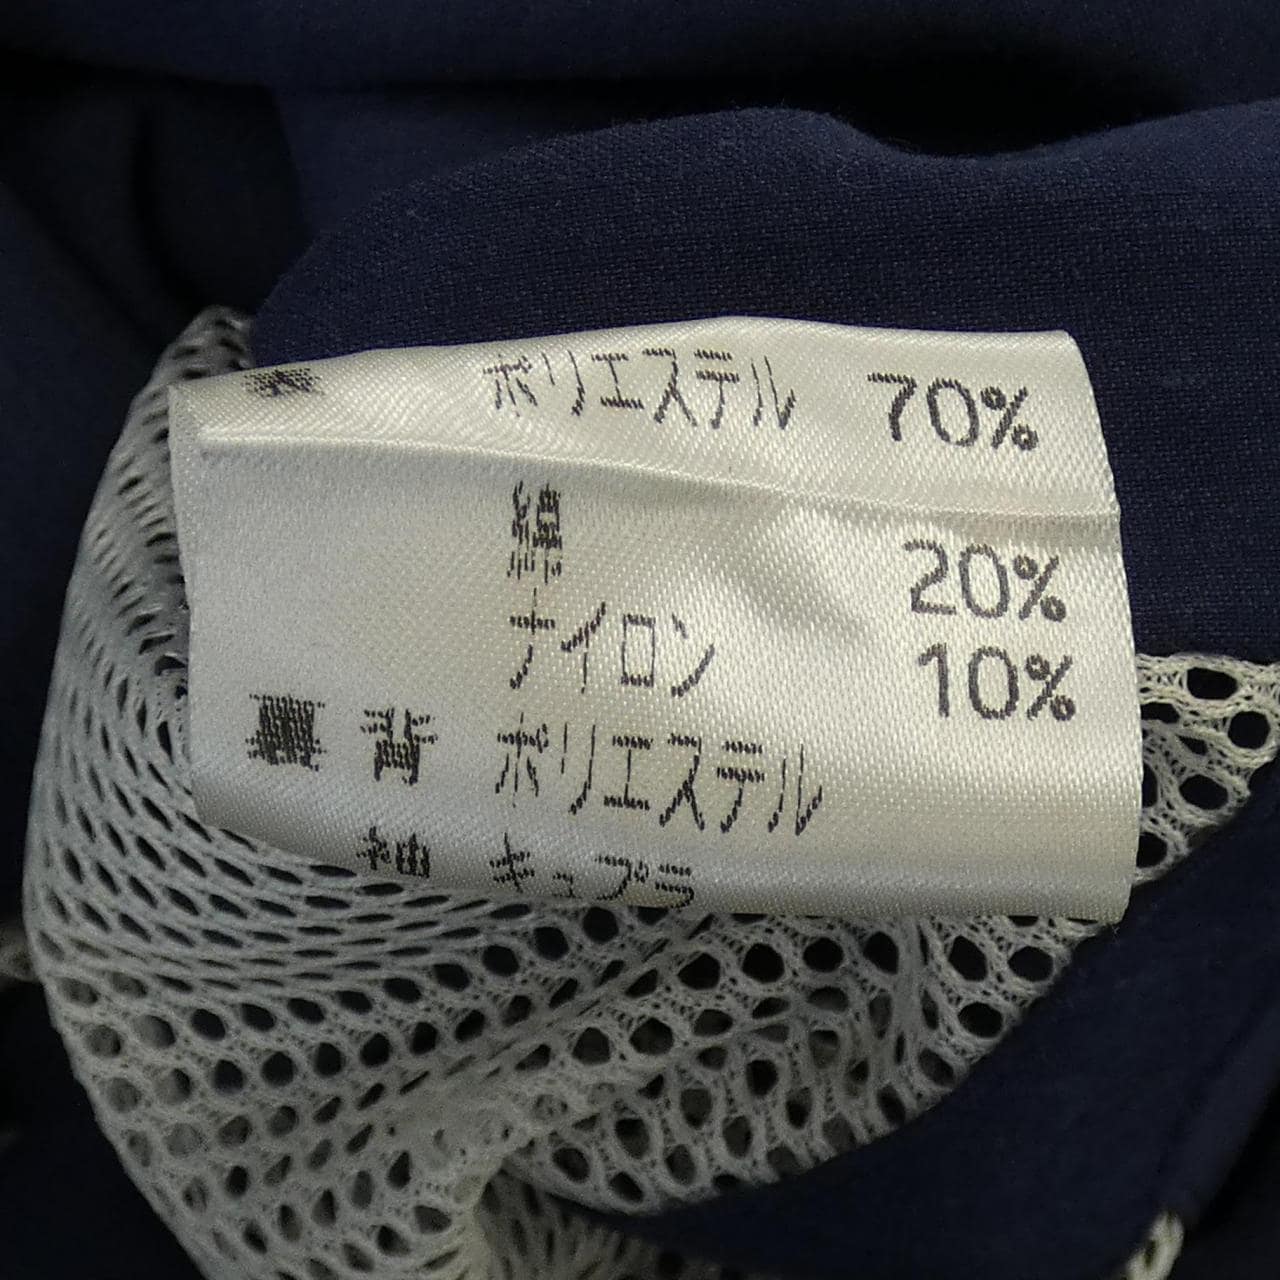 ポリエステル 70%
綿 20%
ナイロン 10%
裏 背 ポリエステル
袖 キュプラ